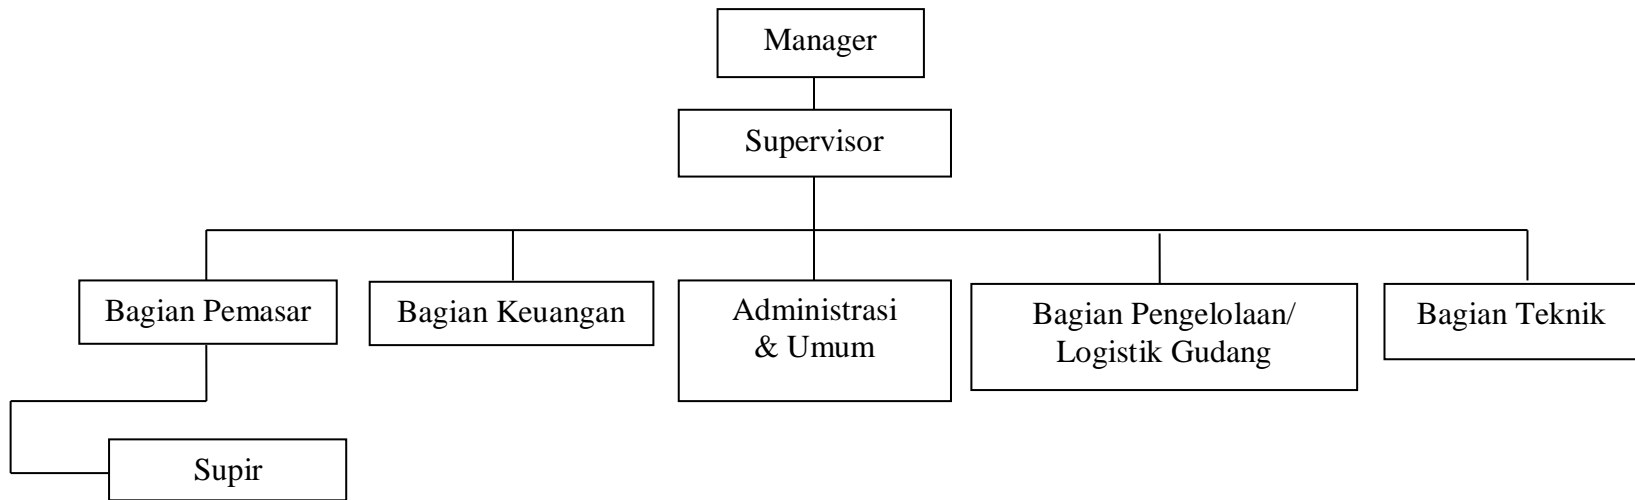 Manager
Supervisor
Bagian Pemasar
Bagian Keuangan
Administrasi
& Umum
Bagian Pengelolaan/
Logistik Gudang
Bagian Teknik
Supir